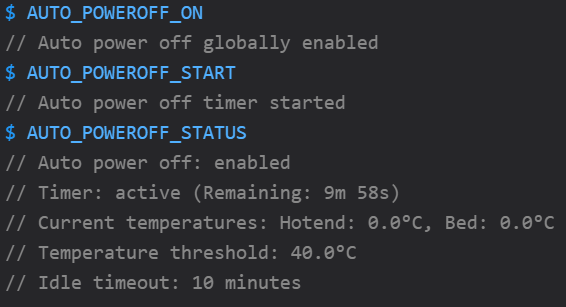 $ AUTO_POWEROFF_ON
// Auto power off globally enabled
$ AUTO_POWEROFF_START
// Auto power off timer started
$ AUTO_POWEROFF_STATUS
// Auto power off: enabled
// Timer: active (Remaining: 9m 58s)
// Current temperatures: Hotend: 0.0°C, Bed: 0.0°C
// Temperature threshold: 40.0°C
// Idle timeout: 10 minutes